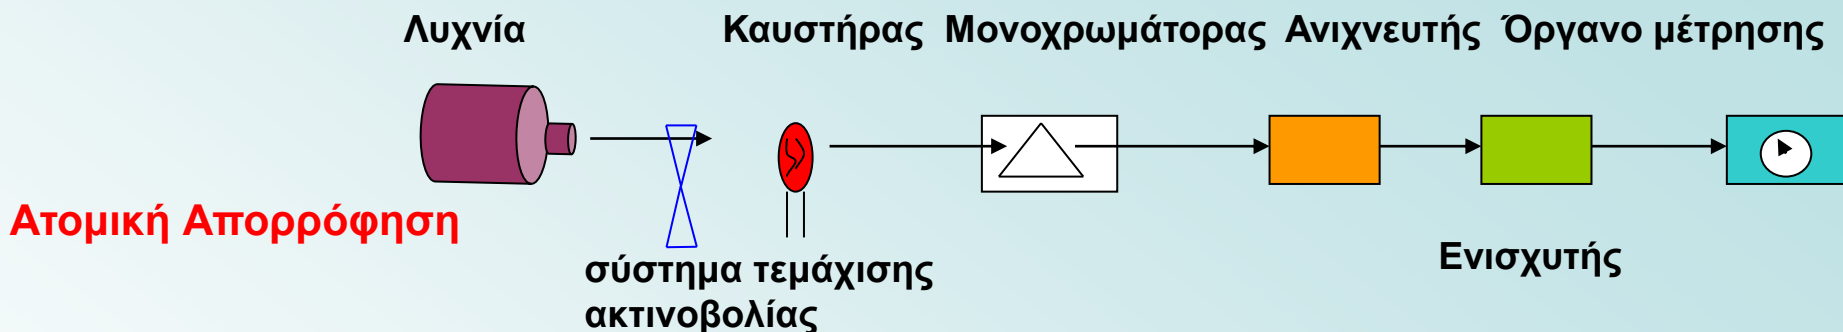 Λυχνία
Καυστήρας
Μονοχρωμάτορας
Ανιχνευτής
Όργανο μέτρησης
Ατομική Απορρόφηση
σύστημα τεμάχισης
ακτινοβολίας
Ενισχυτής